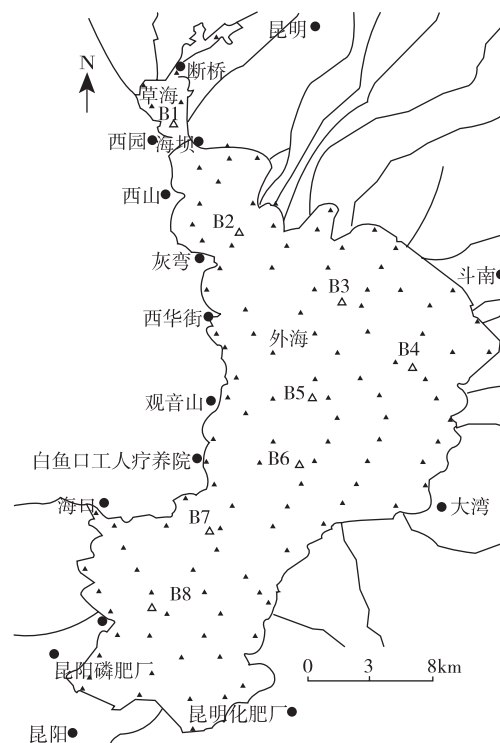 昆明
N
断桥
草海
B1
西园
海坝
西山
B2
灰弯
斗南
B3
西华街
外海
B4
观音山
B5
白鱼口工人疗养院
B6
海口
大湾
B7
B8
昆阳磷肥厂
0 3 8km
昆明化肥厂
昆阳